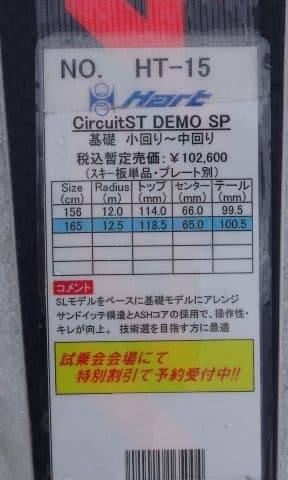 NO. HT-15
Hart
CircuitST DEMO SP
基礎 小回り～中回り
税込暫定売価：￥102,600
(スキー板単品・プレート別)
Size (cm) Radius (m) トップ (mm) センター (mm) テール (mm)
156 12.0 114.0 66.0 99.5
165 12.5 118.5 65.0 100.5
コメント
SLモデルをベースに基礎モデルにアレンジ
サンドイッチ構造とASHコアの採用で、操作性・
キレが向上。 技術選を目指す方に最適
試乗会会場にて
特別割引で予約受付中!!